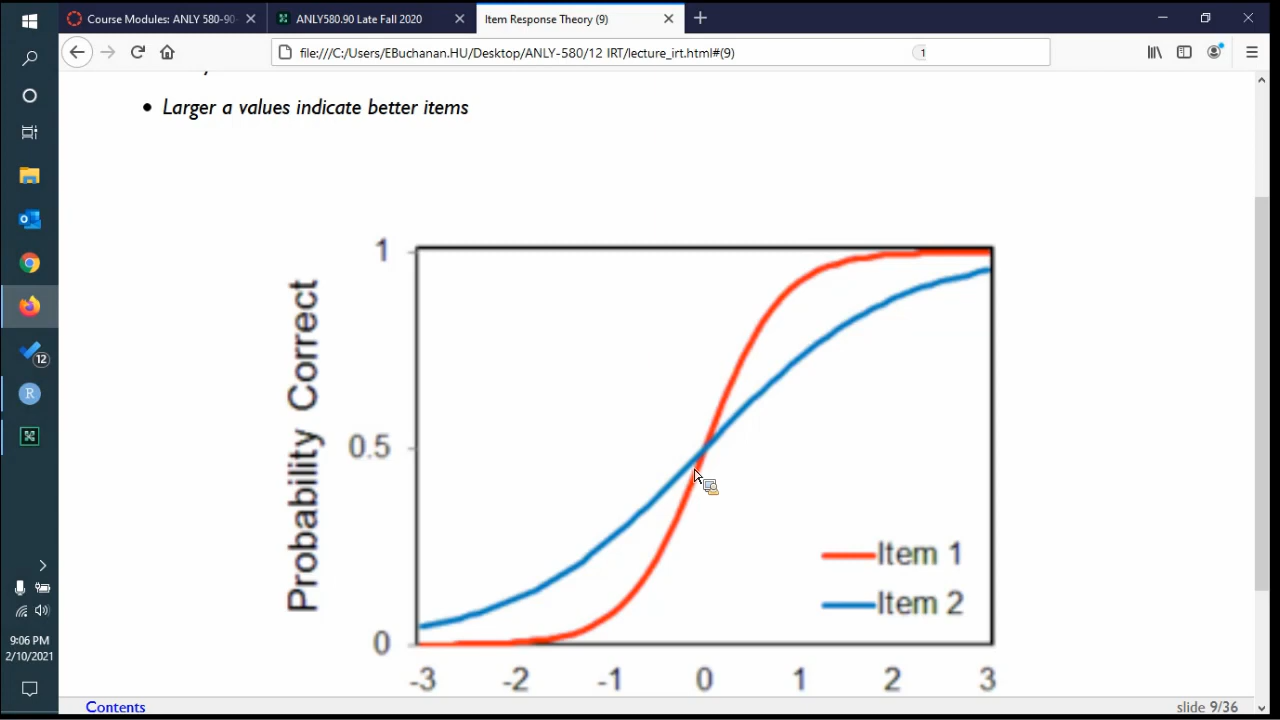 Course Modules: ANLY 580-90-
ANLY580.90 Late Fall 2020
Item Response Theory (9)
file:///C:/Users/EBuchanan.HU/Desktop/ANLY-580/12 IRT/lecture_irt.html#(9)
1
• Larger a values indicate better items
1
0.5
0
Probability Correct
Item 1
Item 2
-3 -2 -1 0 1 2 3
Contents
slide 9/36
12
R
9:06 PM
2/10/2021